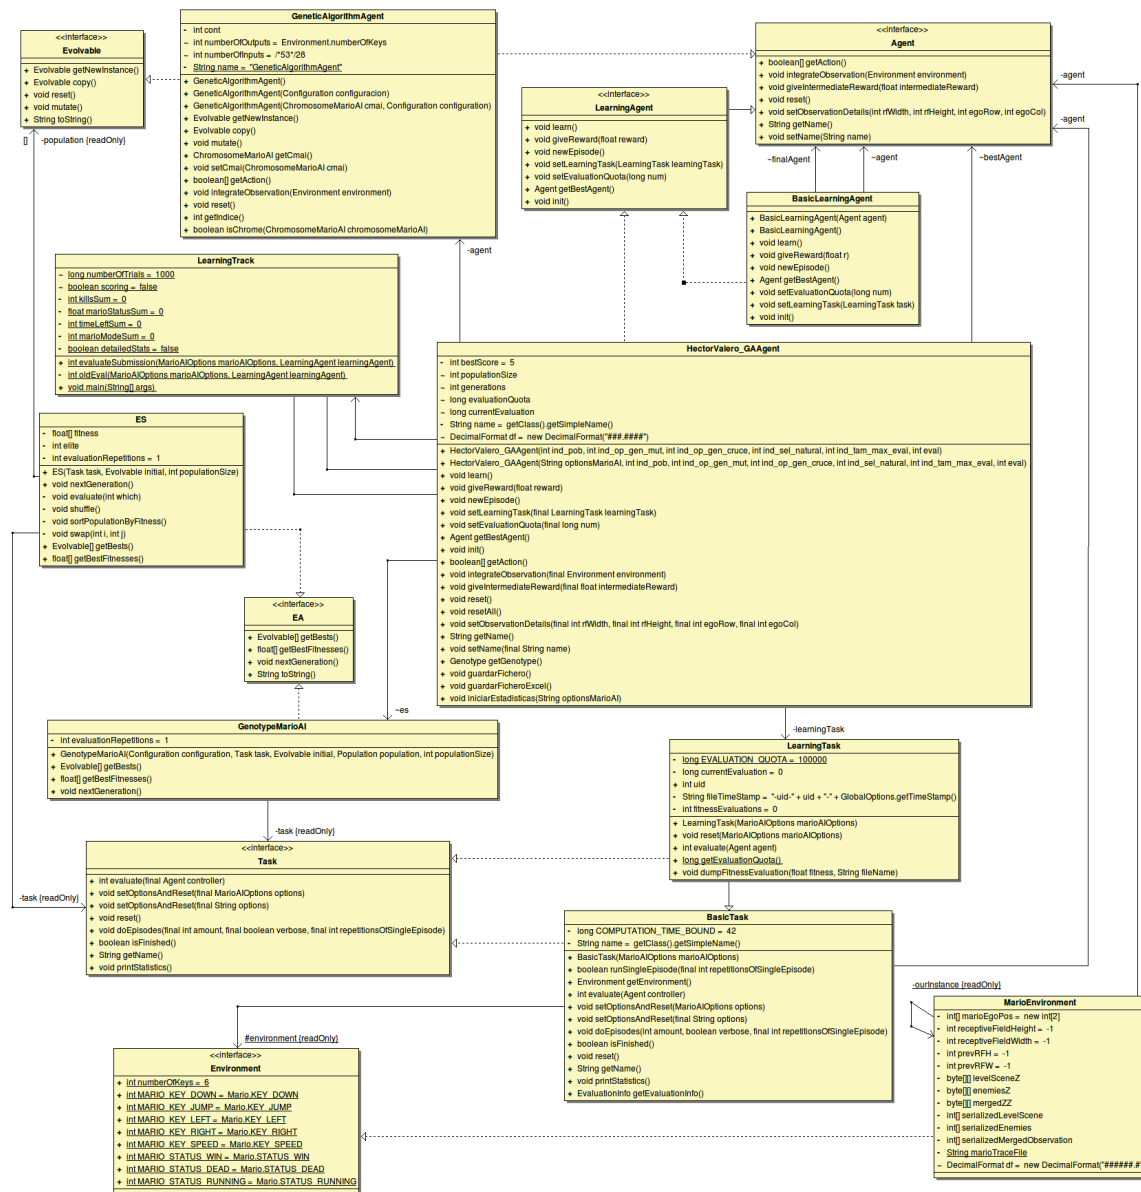 <<interface>>
Evolvable
+ Evolvable getNewInstance()
+ Evolvable copy()
+ void reset()
+ void mutate()
+ String toString()
[]
-population {readOnly}
GeneticAlgorithmAgent
- int cont
~ int numberOfOutputs = Environment.numberOfKeys
~ int numberOfInputs = /*53*/28
- String name = "GeneticAlgorithmAgent"
+ GeneticAlgorithmAgent()
+ GeneticAlgorithmAgent(Configuration configuracion)
+ GeneticAlgorithmAgent(ChromosomeMarioAI cmai, Configuration configuration)
+ Evolvable getNewInstance()
+ Evolvable copy()
+ void mutate()
+ ChromosomeMarioAI getCmai()
+ void setCmai(ChromosomeMarioAI cmai)
+ boolean[] getAction()
+ void integrateObservation(Environment environment)
+ void reset()
+ int getIndice()
+ boolean isChrome(ChromosomeMarioAI chromosomeMarioAI)
-agent
<<interface>>
LearningAgent
+ void learn()
+ void giveReward(float reward)
+ void newEpisode()
+ void setLearningTask(LearningTask learningTask)
+ void setEvaluationQuota(long num)
+ Agent getBestAgent()
+ void init()
<<interface>>
Agent
+ boolean[] getAction()
+ void integrateObservation(Environment environment)
+ void giveIntermediateReward(float intermediateReward)
+ void reset()
+ void setObservationDetails(int rfWidth, int rfHeight, int egoRow, int egoCol)
+ String getName()
+ void setName(String name)
-agent
-agent
~finalAgent
~agent
~bestAgent
BasicLearningAgent
+ BasicLearningAgent(Agent agent)
+ BasicLearningAgent()
+ void learn()
+ void giveReward(float r)
+ void newEpisode()
+ Agent getBestAgent()
+ void setEvaluationQuota(long num)
+ void setLearningTask(LearningTask task)
+ void init()
LearningTrack
~ long numberOfTrials = 1000
~ boolean scoring = false
- int killsSum = 0
- float marioStatusSum = 0
- int timeLeftSum = 0
- int marioModeSum = 0
- boolean detailedStats = false
+ int evaluateSubmission(MarioAIOptions marioAIOptions, LearningAgent learningAgent)
- int oldEval(MarioAIOptions marioAIOptions, LearningAgent learningAgent)
+ void main(String[] args)
HectorValero_GAAgent
- int bestScore = 5
~ int populationSize
~ int generations
~ long evaluationQuota
~ long currentEvaluation
- String name = getClass().getSimpleName()
~ DecimalFormat df = new DecimalFormat("###.####")
+ HectorValero_GAAgent(int ind_pob, int ind_op_gen_mut, int ind_op_gen_cruce, int ind_sel_natural, int ind_tam_max_eval, int eval)
+ HectorValero_GAAgent(String optionsMarioAI, int ind_pob, int ind_op_gen_mut, int ind_op_gen_cruce, int ind_sel_natural, int ind_tam_max_eval, int eval)
+ void learn()
+ void giveReward(float reward)
+ void newEpisode()
+ void setLearningTask(final LearningTask learningTask)
+ void setEvaluationQuota(final long num)
+ Agent getBestAgent()
+ void init()
+ boolean[] getAction()
+ void integrateObservation(final Environment environment)
+ void giveIntermediateReward(final float intermediateReward)
+ void reset()
+ void resetAll()
+ void setObservationDetails(final int rfWidth, final int rfHeight, final int egoRow, final int egoCol)
+ String getName()
+ void setName(final String name)
+ Genotype getGenotype()
+ void guardarFichero()
+ void guardarFicheroExcel()
+ void iniciarEstadisticas(String optionsMarioAI)
ES
- float[] fitness
- int elite
- int evaluationRepetitions = 1
+ ES(Task task, Evolvable initial, int populationSize)
+ void nextGeneration()
- void evaluate(int which)
- void shuffle()
- void sortPopulationByFitness()
- void swap(int i, int j)
+ Evolvable[] getBests()
+ float[] getBestFitnesses()
<<interface>>
EA
+ Evolvable[] getBests()
+ float[] getBestFitnesses()
+ void nextGeneration()
+ String toString()
~es
GenotypeMarioAI
- int evaluationRepetitions = 1
+ GenotypeMarioAI(Configuration configuration, Task task, Evolvable initial, Population population, int populationSize)
+ Evolvable[] getBests()
+ float[] getBestFitnesses()
+ void nextGeneration()
-task {readOnly}
-learningTask
LearningTask
- long EVALUATION_QUOTA = 100000
- long currentEvaluation = 0
+ int uid
- String fileTimeStamp = "-uid-" + uid + "-" + GlobalOptions.getTimeStamp()
- int fitnessEvaluations = 0
+ LearningTask(MarioAIOptions marioAIOptions)
+ void reset(MarioAIOptions marioAIOptions)
+ int evaluate(Agent agent)
+ long getEvaluationQuota()
+ void dumpFitnessEvaluation(float fitness, String fileName)
<<interface>>
Task
+ int evaluate(final Agent controller)
+ void setOptionsAndReset(final MarioAIOptions options)
+ void setOptionsAndReset(final String options)
+ void reset()
+ void doEpisodes(final int amount, final boolean verbose, final int repetitionsOfSingleEpisode)
+ boolean isFinished()
+ String getName()
+ void printStatistics()
-task {readOnly}
BasicTask
- long COMPUTATION_TIME_BOUND = 42
- String name = getClass().getSimpleName()
+ BasicTask(MarioAIOptions marioAIOptions)
+ boolean runSingleEpisode(final int repetitionsOfSingleEpisode)
+ Environment getEnvironment()
+ int evaluate(Agent controller)
+ void setOptionsAndReset(MarioAIOptions options)
+ void setOptionsAndReset(final String options)
+ void doEpisodes(int amount, boolean verbose, final int repetitionsOfSingleEpisode)
+ boolean isFinished()
+ void reset()
+ String getName()
+ void printStatistics()
+ EvaluationInfo getEvaluationInfo()
-ourInstance {readOnly}
MarioEnvironment
- int[] marioEgoPos = new int[2]
- int receptiveFieldHeight = -1
- int receptiveFieldWidth = -1
- int prevRFH = -1
- int prevRFW = -1
- byte[][] levelSceneZ
- byte[][] enemiesZ
- byte[][] mergedZZ
- int[] serializedLevelScene
- int[] serializedEnemies
- int[] serializedMergedObservation
- String marioTraceFile
~ DecimalFormat df = new DecimalFormat("######.#
#environment {readOnly}
<<interface>>
Environment
+ int numberOfKeys = 6
+ int MARIO_KEY_DOWN = Mario.KEY_DOWN
+ int MARIO_KEY_JUMP = Mario.KEY_JUMP
+ int MARIO_KEY_LEFT = Mario.KEY_LEFT
+ int MARIO_KEY_RIGHT = Mario.KEY_RIGHT
+ int MARIO_KEY_SPEED = Mario.KEY_SPEED
+ int MARIO_STATUS_WIN = Mario.STATUS_WIN
+ int MARIO_STATUS_DEAD = Mario.STATUS_DEAD
+ int MARIO_STATUS_RUNNING = Mario.STATUS_RUNNING